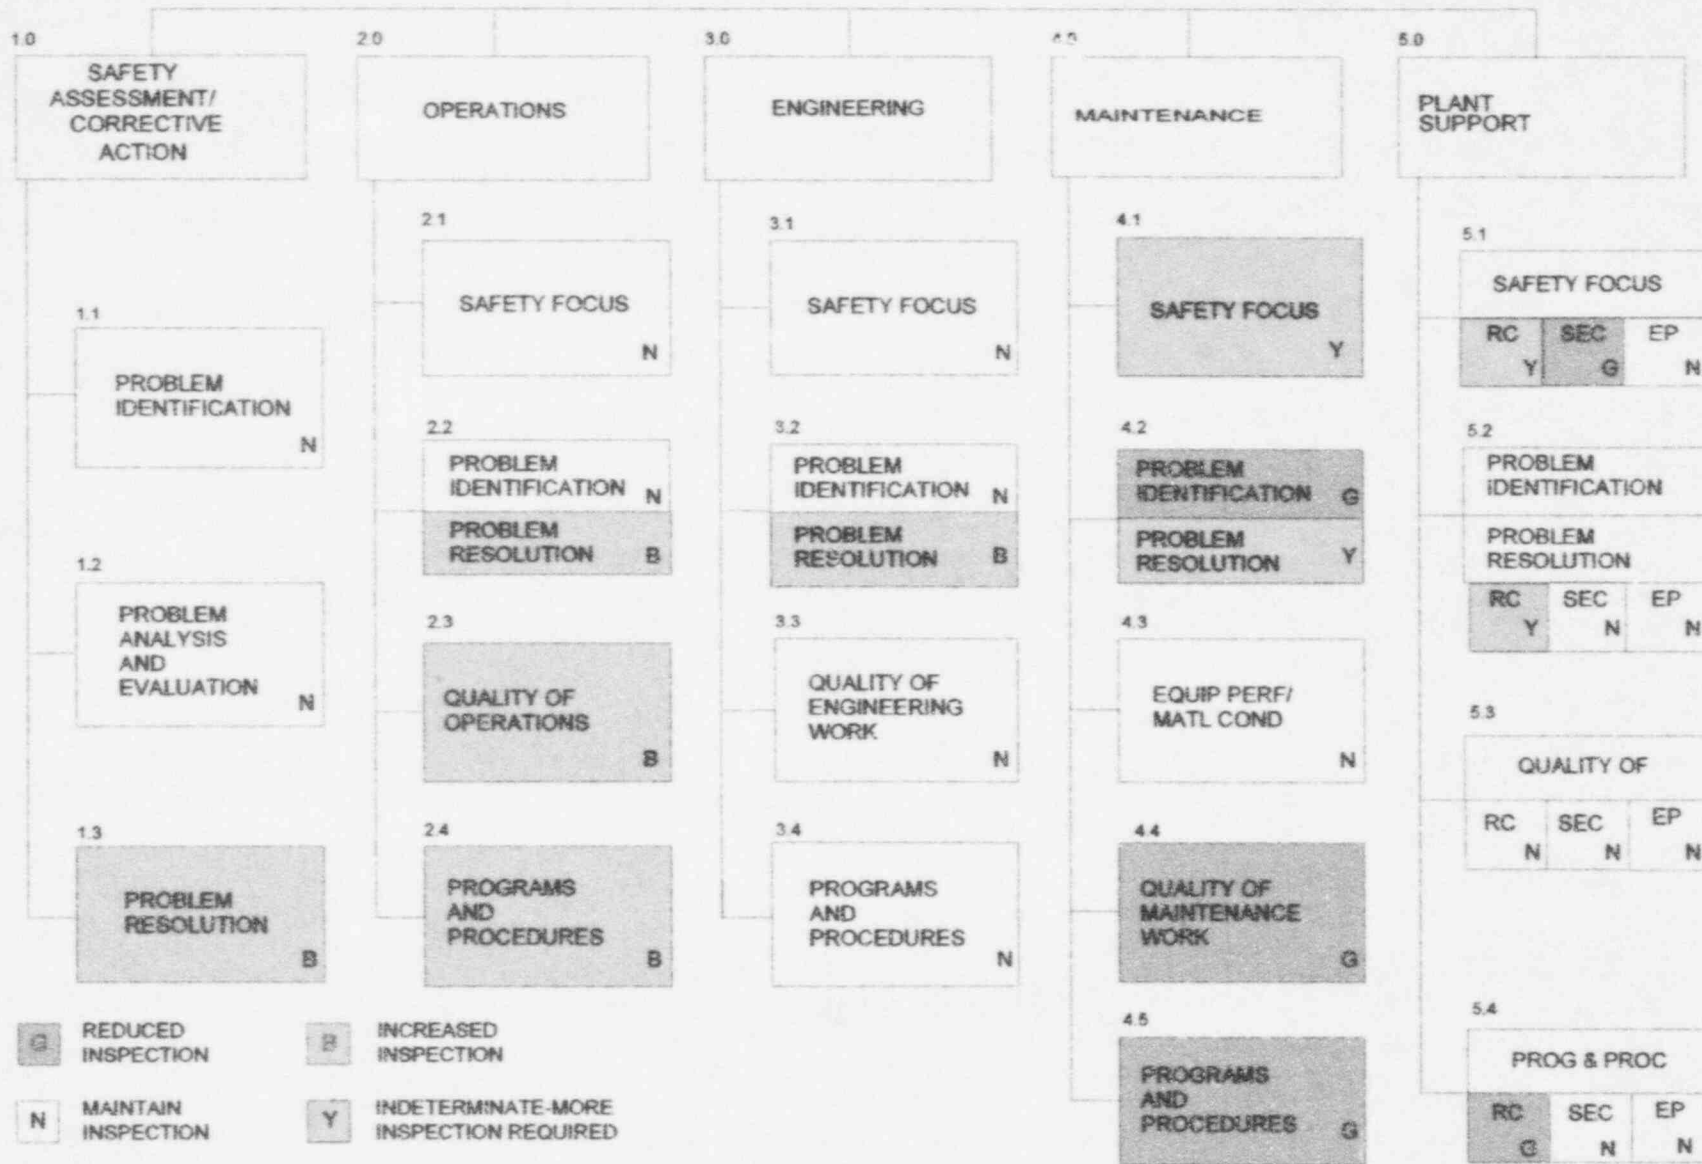 1.0
SAFETY
ASSESSMENT/
CORRECTIVE
ACTION
1.1
PROBLEM
IDENTIFICATION
N
1.2
PROBLEM
ANALYSIS
AND
EVALUATION
N
1.3
PROBLEM
RESOLUTION
B
2.0
OPERATIONS
2.1
SAFETY FOCUS
N
2.2
PROBLEM
IDENTIFICATION N
PROBLEM
RESOLUTION B
2.3
QUALITY OF
OPERATIONS
B
2.4
PROGRAMS
AND
PROCEDURES B
3.0
ENGINEERING
3.1
SAFETY FOCUS
N
3.2
PROBLEM
IDENTIFICATION N
PROBLEM
RESOLUTION B
3.3
QUALITY OF
ENGINEERING
WORK
N
3.4
PROGRAMS
AND
PROCEDURES N
4.0
MAINTENANCE
4.1
SAFETY FOCUS
Y
4.2
PROBLEM
IDENTIFICATION G
PROBLEM
RESOLUTION Y
4.3
EQUIP PERF/
MATL COND
N
4.4
QUALITY OF
MAINTENANCE
WORK
G
4.5
PROGRAMS
AND
PROCEDURES G
5.0
PLANT
SUPPORT
5.1
SAFETY FOCUS
RC SEC EP
Y G N
5.2
PROBLEM
IDENTIFICATION
PROBLEM
RESOLUTION
RC SEC EP
Y N N
5.3
QUALITY OF
RC SEC EP
N N N
5.4
PROG & PROC
RC SEC EP
G N N
G REDUCED
INSPECTION
B INCREASED
INSPECTION
N MAINTAIN
INSPECTION
Y INDETERMINATE-MORE
INSPECTION REQUIRED